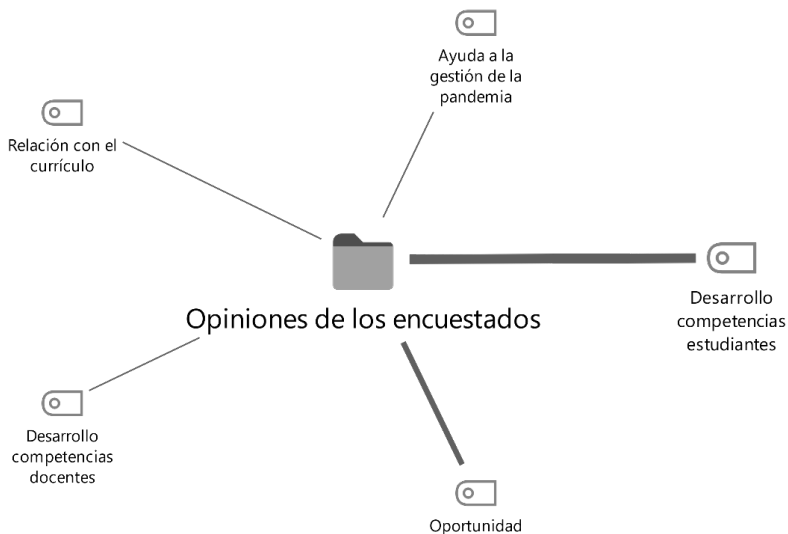 Ayuda a la
gestión de la
pandemia
Relación con el
currículo
Opiniones de los encuestados
Desarrollo
competencias
estudiantes
Desarrollo
competencias
docentes
Oportunidad